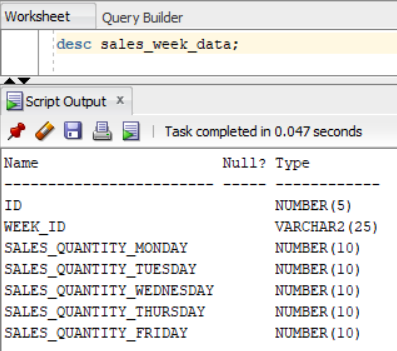 Worksheet Query Builder
desc sales_week_data;
Script Output x
Task completed in 0.047 seconds
Name Null? Type
----------------------- ----- ------------
ID NUMBER(5)
WEEK_ID VARCHAR2(25)
SALES_QUANTITY_MONDAY NUMBER(10)
SALES_QUANTITY_TUESDAY NUMBER(10)
SALES_QUANTITY_WEDNESDAY NUMBER(10)
SALES_QUANTITY_THURSDAY NUMBER(10)
SALES_QUANTITY_FRIDAY NUMBER(10)